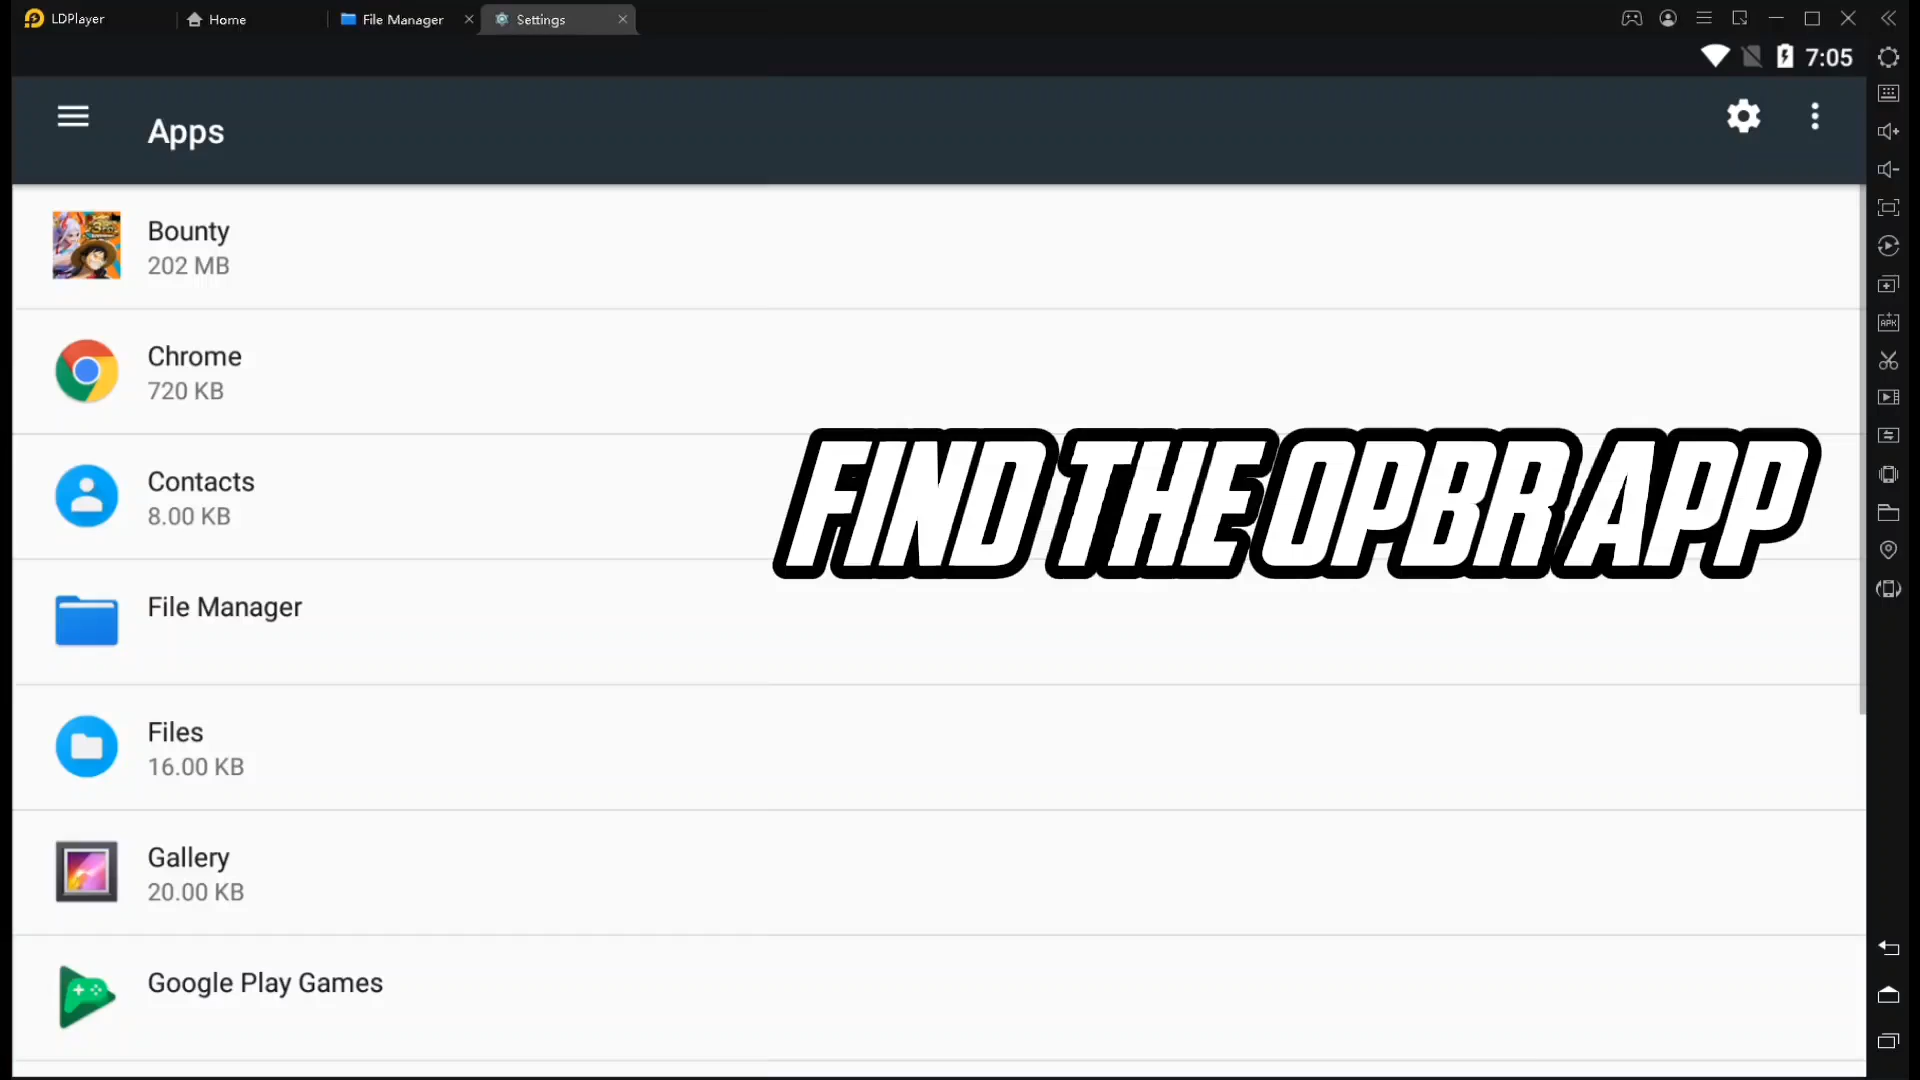 LDPlayer
Home
File Manager
Settings
7:05
Apps
Bounty
202 MB
Chrome
720 KB
Contacts
8.00 KB
FIND THE OPBR APP
File Manager
Files
16.00 KB
Gallery
20.00 KB
Google Play Games
APK